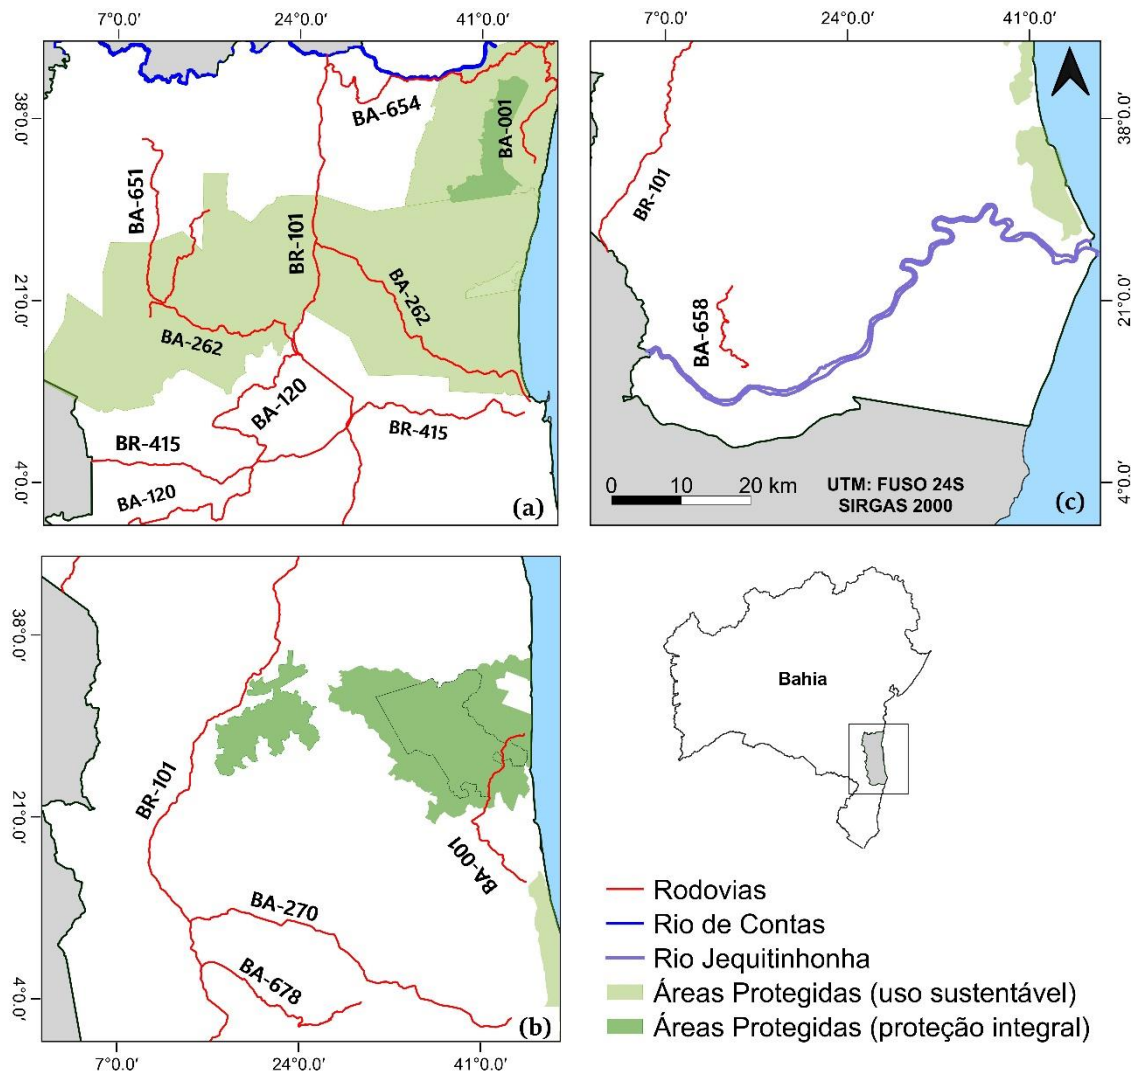 7°0.0′ 24°0.0′ 41°0.0′
38°0.0′
21°0.0′
4°0.0′
BA-654
BA-001
BA-651
BR-101
BA-262
BA-262
BA-120
BR-415
BR-415
BA-120
(a)
7°0.0′ 24°0.0′ 41°0.0′
38°0.0′
21°0.0′
4°0.0′
BR-101
BA-658
0 10 20 km
UTM: FUSO 24S
SIRGAS 2000
(c)
38°0.0′
21°0.0′
4°0.0′
BR-101
BA-001
BA-270
BA-678
(b)
7°0.0′ 24°0.0′ 41°0.0′
Bahia
Rodovias
Rio de Contas
Rio Jequitinhonha
Áreas Protegidas (uso sustentável)
Áreas Protegidas (proteção integral)